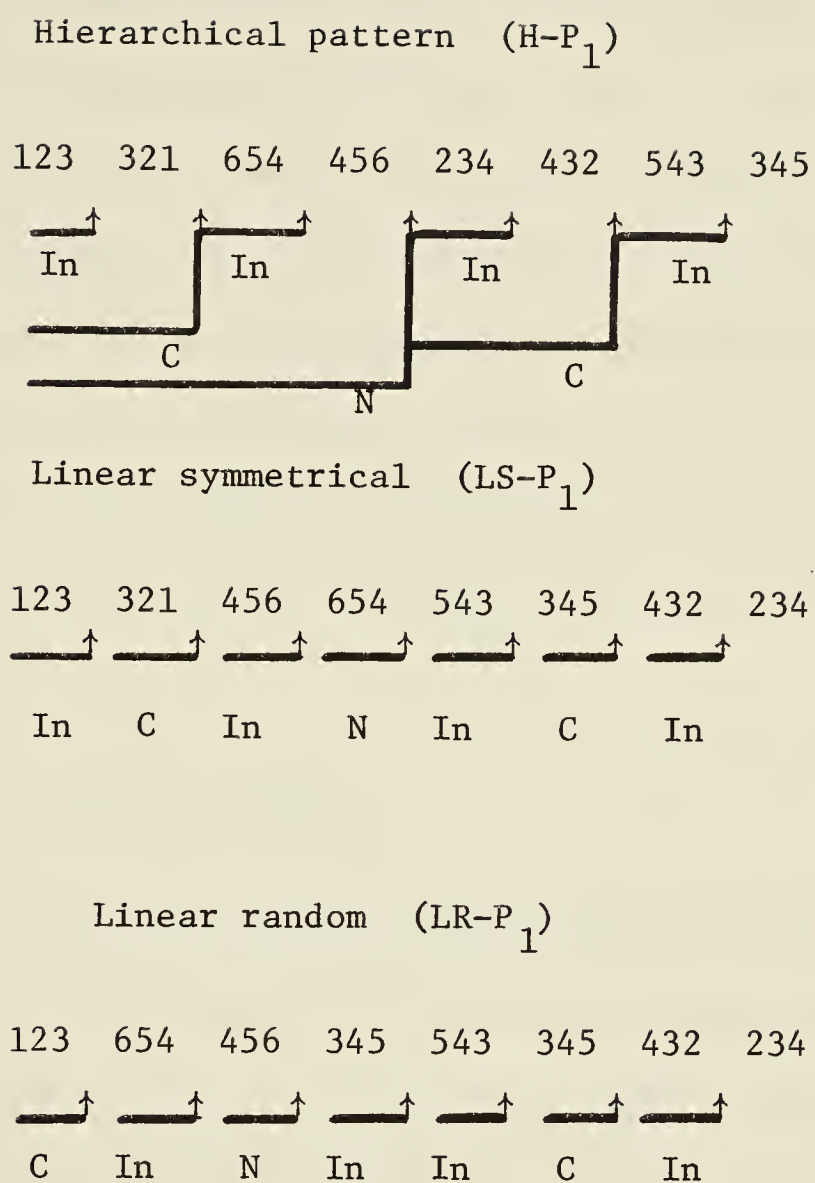 Hierarchical pattern (H-P1)
123 321 654 456 234 432 543 345
In In In In
C C
N
Linear symmetrical (LS-P1)
123 321 456 654 543 345 432 234
In C In N In C In
Linear random (LR-P1)
123 654 456 345 543 345 432 234
C In N In In C In